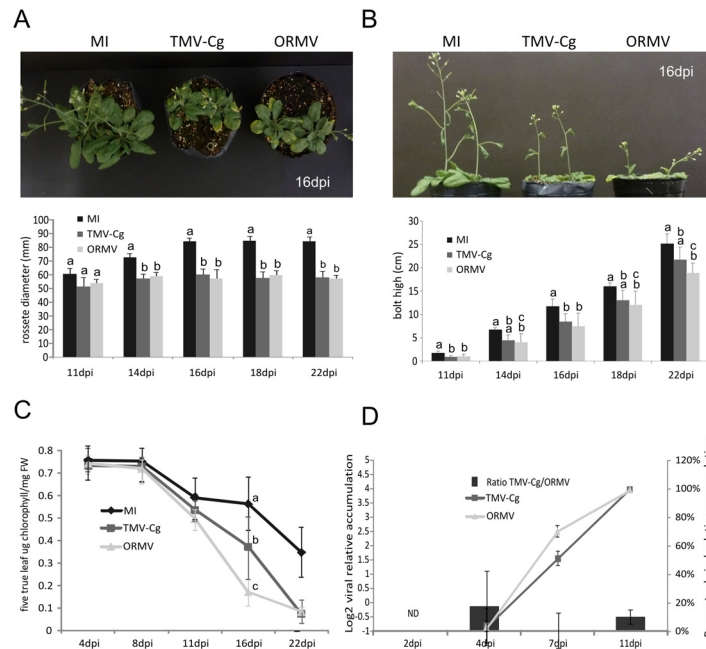 A
MI TMV-Cg ORMV
16dpi
rossete diameter (mm)
100
90
80
70
60
50
40
30
20
10
0
MI
TMV-Cg
ORMV
a a a
a b b
a b b
a b b
a b b
11dpi 14dpi 16dpi 18dpi 22dpi
B
MI TMV-Cg ORMV
16dpi
bolt high (cm)
30
25
20
15
10
5
0
MI
TMV-Cg
ORMV
a b b
a b a c b
a b b
a b a c b
a b a c b
11dpi 14dpi 16dpi 18dpi 22dpi
C
five true leaf ug chlorophyll/mg FW
0.8
0.7
0.6
0.5
0.4
0.3
0.2
0.1
0
MI
TMV-Cg
ORMV
a
b
c
4dpi 8dpi 11dpi 16dpi 22dpi
D
Log2 viral relative accumulation
5
4.5
4
3.5
3
2.5
2
1.5
1
0.5
0
-0.5
-1
Ratio TMV-Cg/ORMV
TMV-Cg
ORMV
ND
120%
100%
80%
60%
40%
20%
0%
2dpi 4dpi 7dpi 11dpi